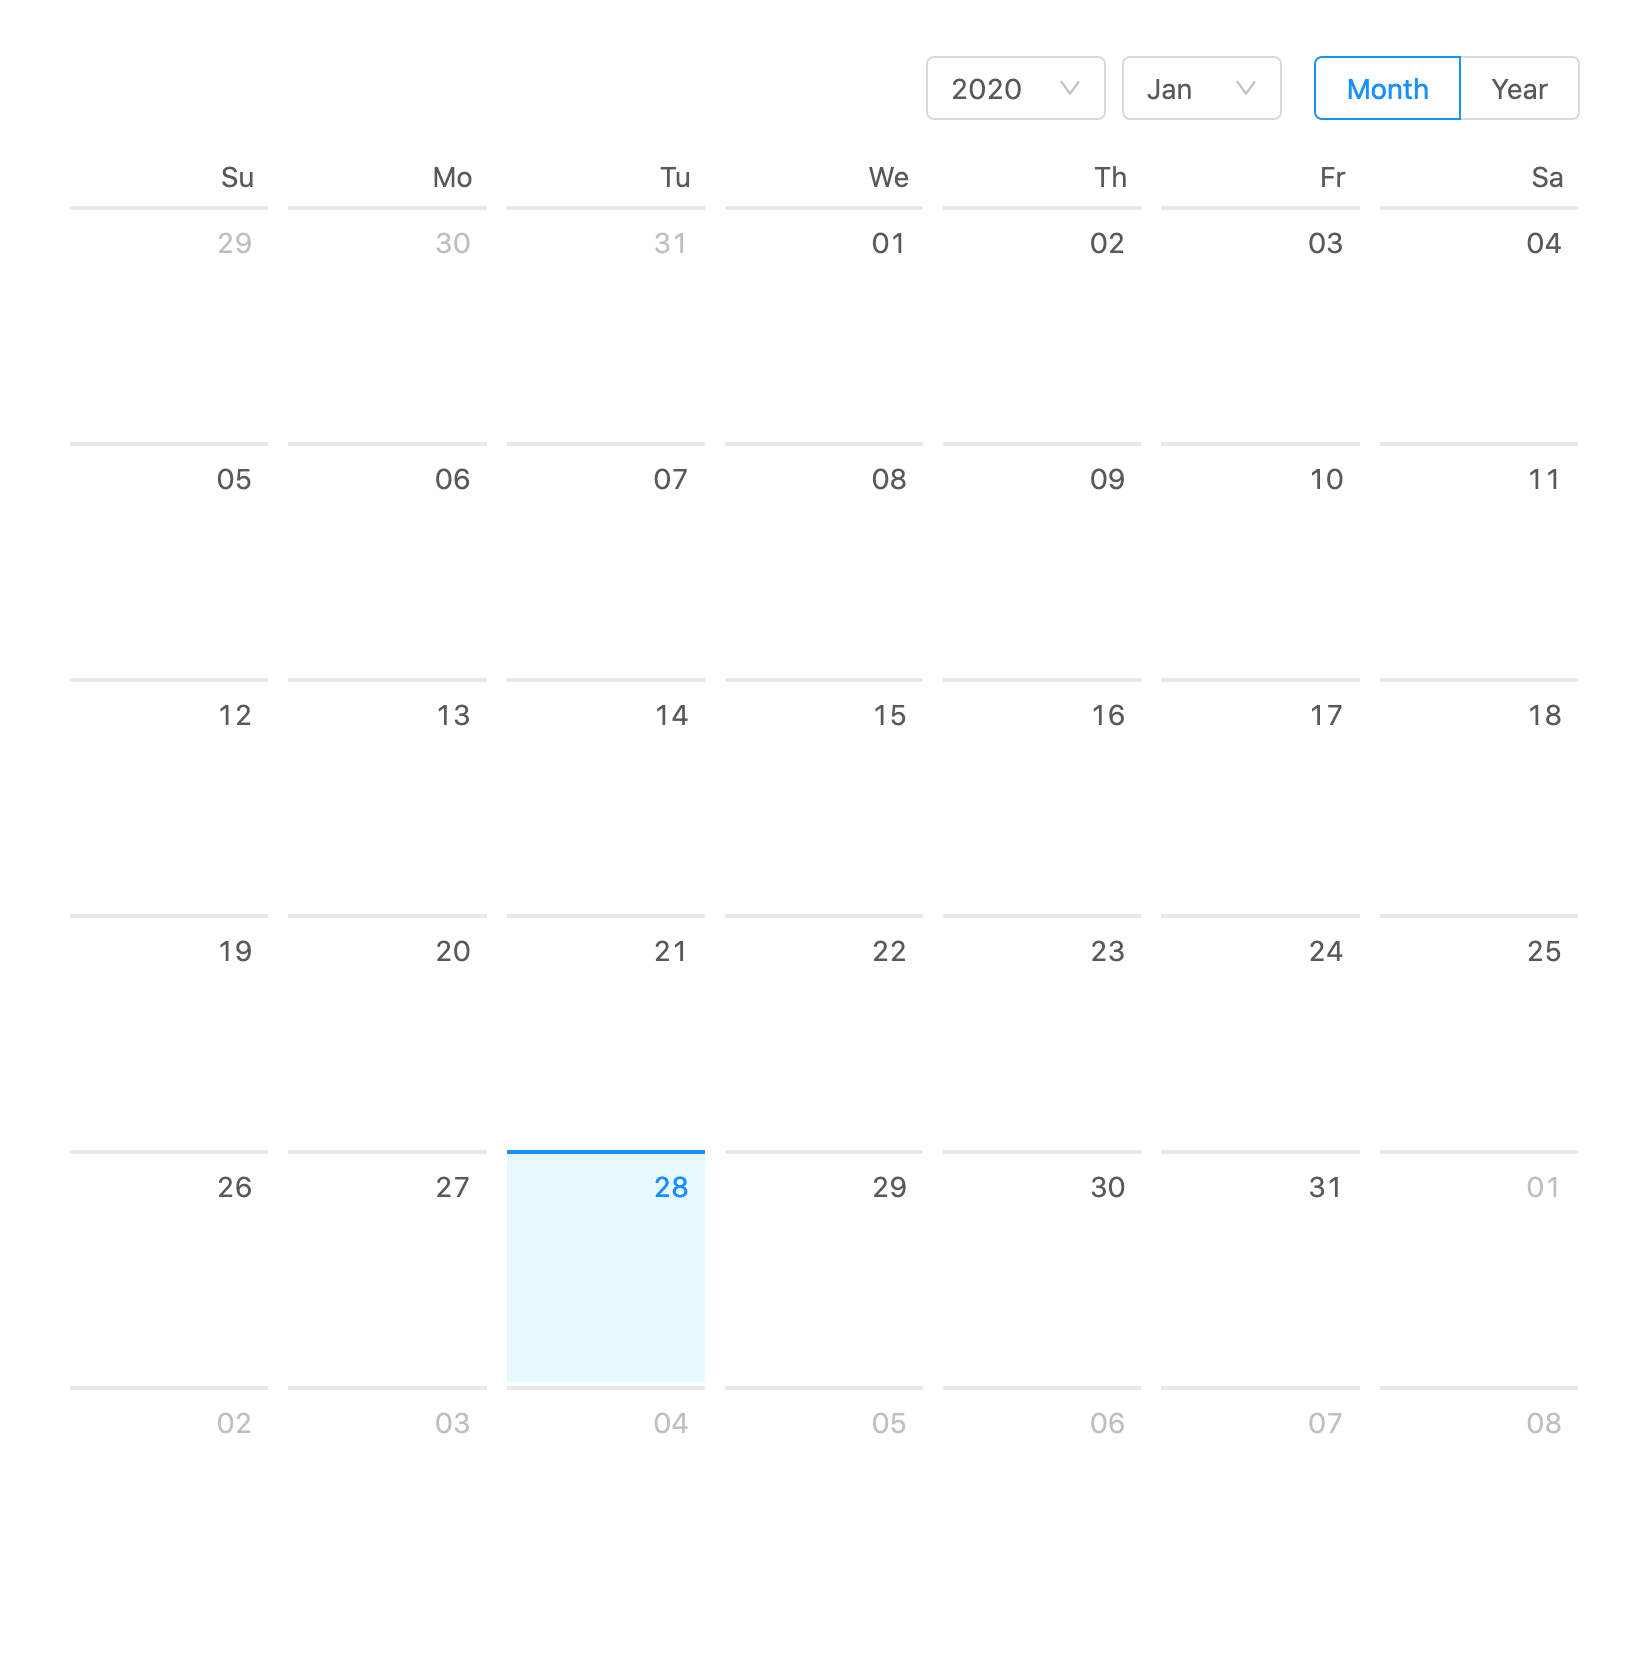 2020 Jan Month Year
Su Mo Tu We Th Fr Sa
29 30 31 01 02 03 04
05 06 07 08 09 10 11
12 13 14 15 16 17 18
19 20 21 22 23 24 25
26 27 28 29 30 31 01
02 03 04 05 06 07 08